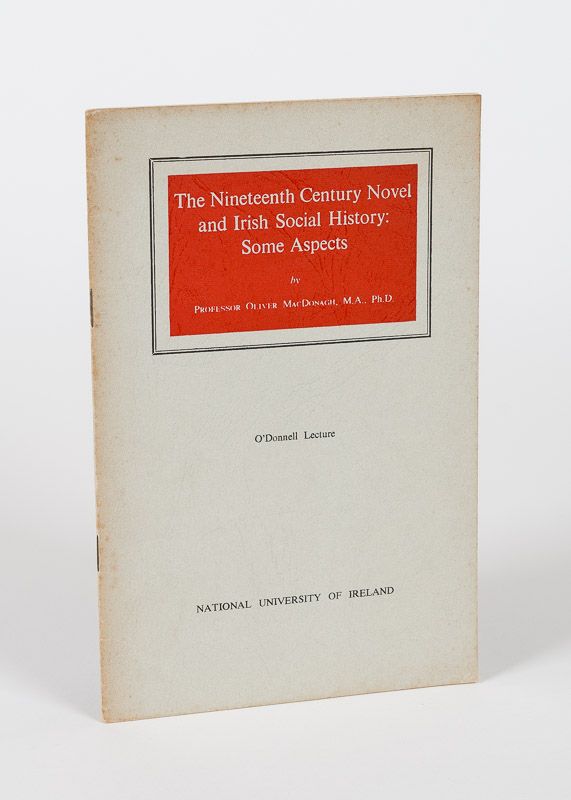 The Nineteenth Century Novel
and Irish Social History:
Some Aspects
by
PROFESSOR OLIVER MACDONAGH, M.A., Ph.D.
O'Donnell Lecture
NATIONAL UNIVERSITY OF IRELAND